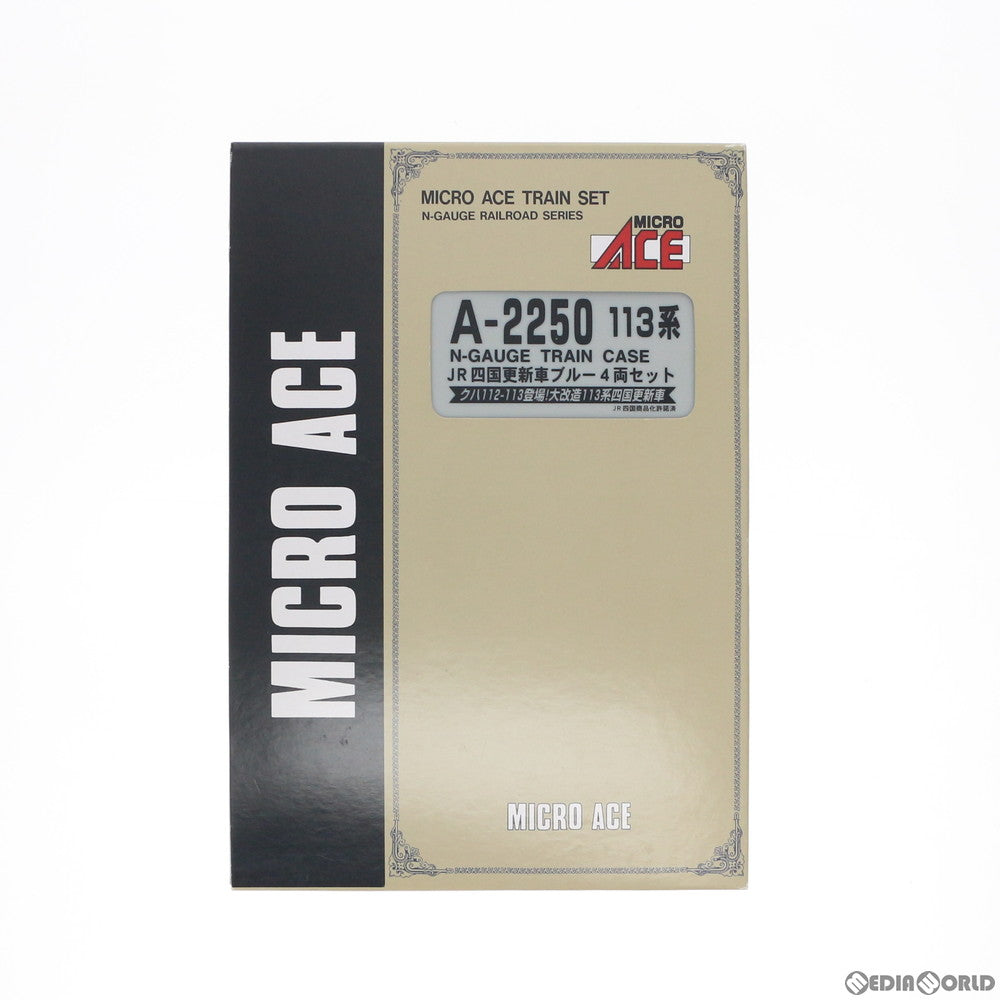 MICRO ACE
MICRO ACE TRAIN SET
N-GAUGE RAILROAD SERIES
MICRO
ACE
A-2250 113系
N-GAUGE TRAIN CASE
JR四国更新車ブルー4両セット
クハ112-113登場!大改造113系四国更新車
JR四国商品化許諾済
MICRO ACE
MEDIAWORLD